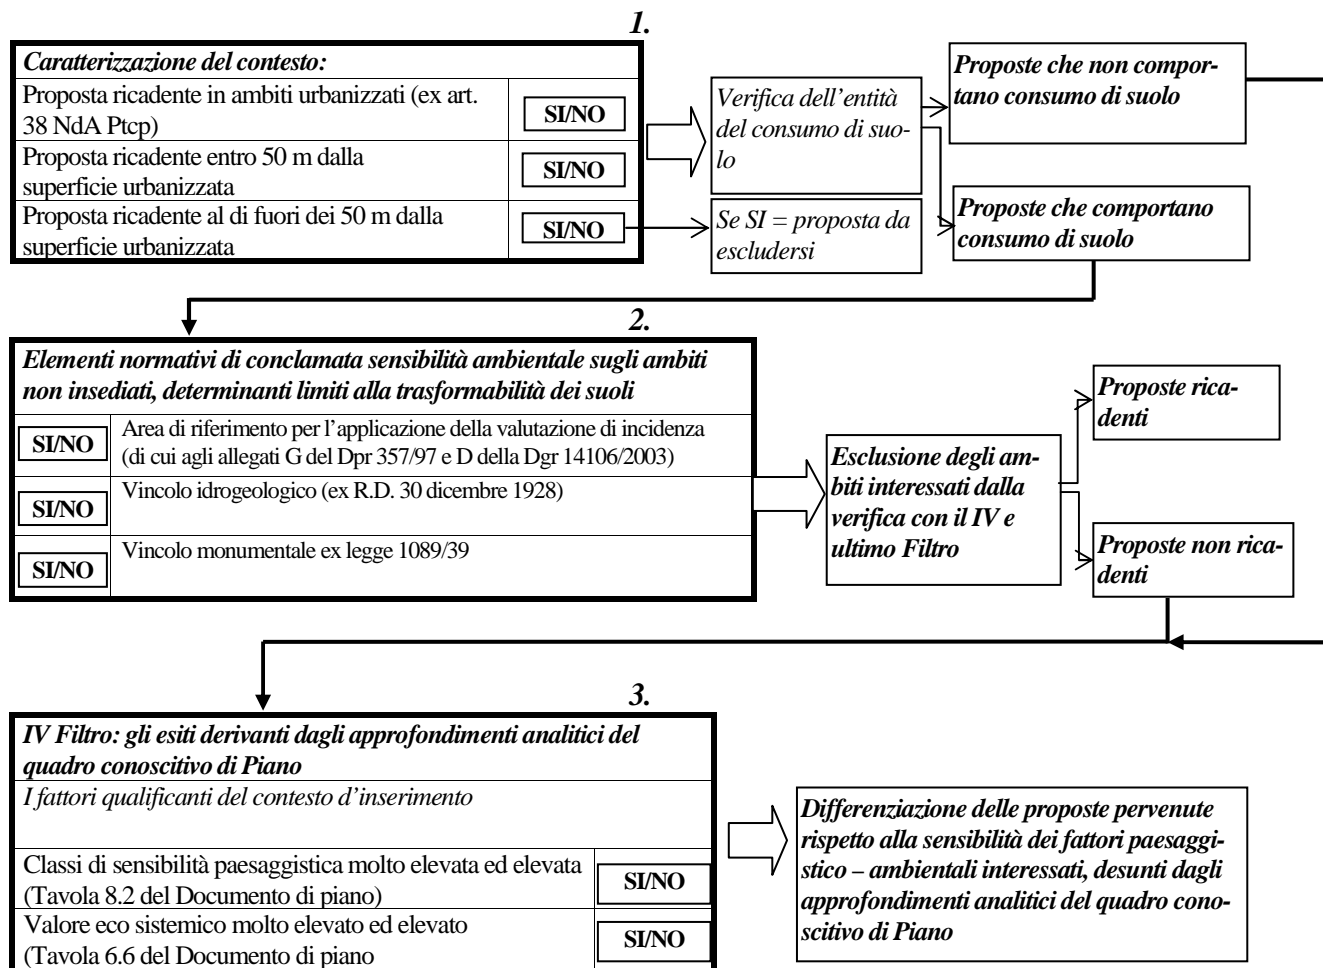 1.
Caratterizzazione del contesto:
Proposta ricadente in ambiti urbanizzati (ex art.
38 NdA Ptcp)
SI/NO
Proposta ricadente entro 50 m dalla
superficie urbanizzata
SI/NO
Proposta ricadente al di fuori dei 50 m dalla
superficie urbanizzata
SI/NO
Verifica dell'entità
del consumo di suo-
lo
Se SI = proposta da
escludersi
Proposte che non compor-
tano consumo di suolo
Proposte che comportano
consumo di suolo
2.
Elementi normativi di conclamata sensibilità ambientale sugli ambiti
non insediati, determinanti limiti alla trasformabilità dei suoli
SI/NO
Area di riferimento per l'applicazione della valutazione di incidenza
(di cui agli allegati G del Dpr 357/97 e D della Dgr 14106/2003)
SI/NO
Vincolo idrogeologico (ex R.D. 30 dicembre 1928)
SI/NO
Vincolo monumentale ex legge 1089/39
Esclusione degli am-
biti interessati dalla
verifica con il IV e
ultimo Filtro
Proposte rica-
denti
Proposte non rica-
denti
3.
IV Filtro: gli esiti derivanti dagli approfondimenti analitici del
quadro conoscitivo di Piano
I fattori qualificanti del contesto d'inserimento
Classi di sensibilità paesaggistica molto elevata ed elevata
(Tavola 8.2 del Documento di piano)
SI/NO
Valore eco sistemico molto elevato ed elevato
(Tavola 6.6 del Documento di piano
SI/NO
Differenziazione delle proposte pervenute
rispetto alla sensibilità dei fattori paesaggi-
stico – ambientali interessati, desunti dagli
approfondimenti analitici del quadro cono-
scitivo di Piano